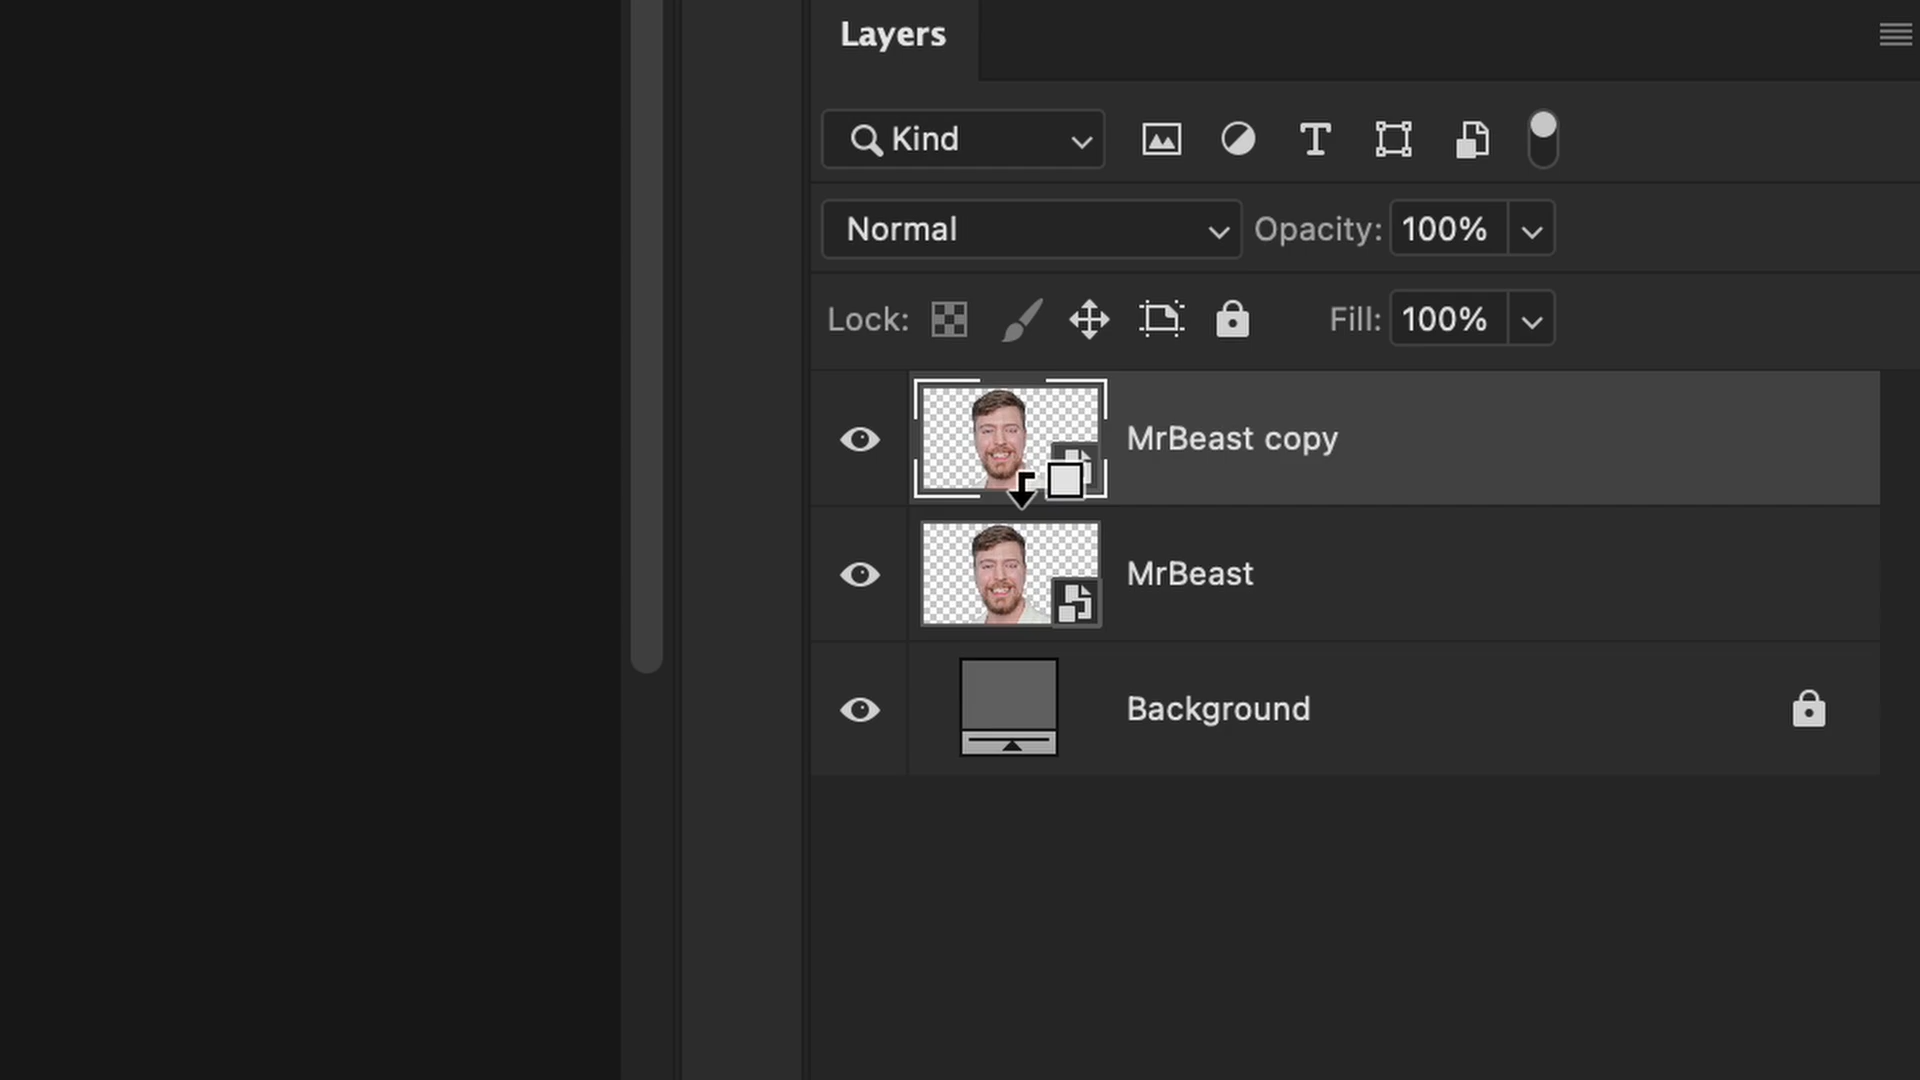 Layers
Kind
Normal Opacity: 100%
Lock: Fill: 100%
MrBeast copy
MrBeast
Background